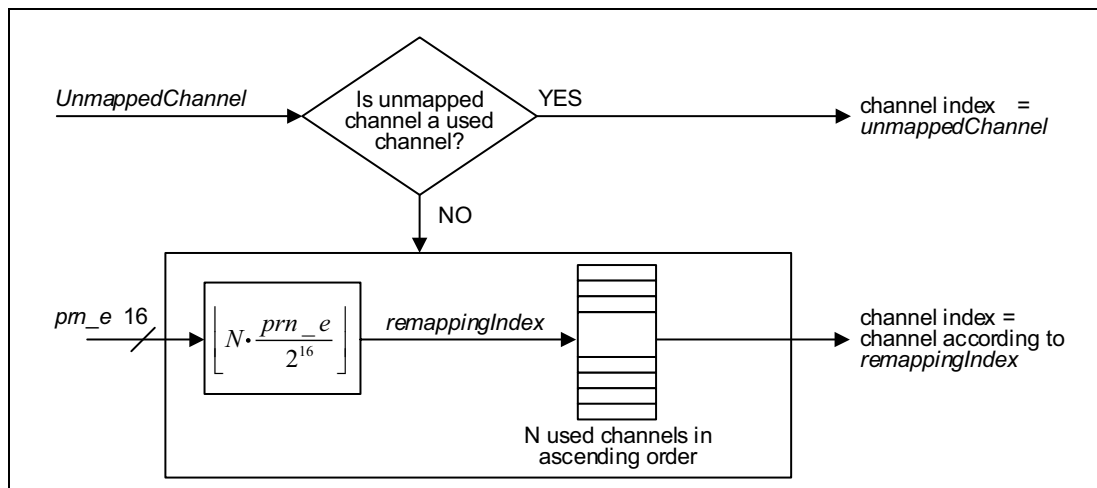 UnmappedChannel
Is unmapped
channel a used
channel?
YES
channel index =
unmappedChannel
NO
prn_e 16
⌊N·prn_e/2^16⌋
remappingIndex
channel index =
channel according to
remappingIndex
N used channels in
ascending order